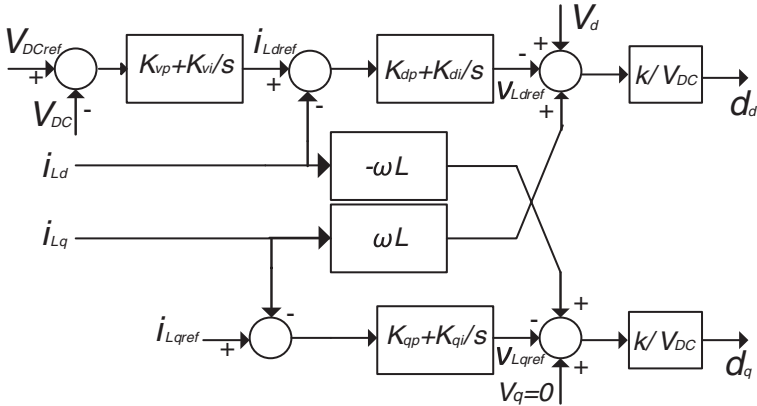 V_d
V_DCref
+
-
V_DC
K_vp+K_vi/s
i_Ldref
+
-
K_dp+K_di/s
-
v_Ldref
+
+
k/V_DC
d_d
i_Ld
-ωL
i_Lq
ωL
i_Lqref
+
-
K_qp+K_qi/s
-
v_Lqref
+
+
V_q=0
k/V_DC
d_q